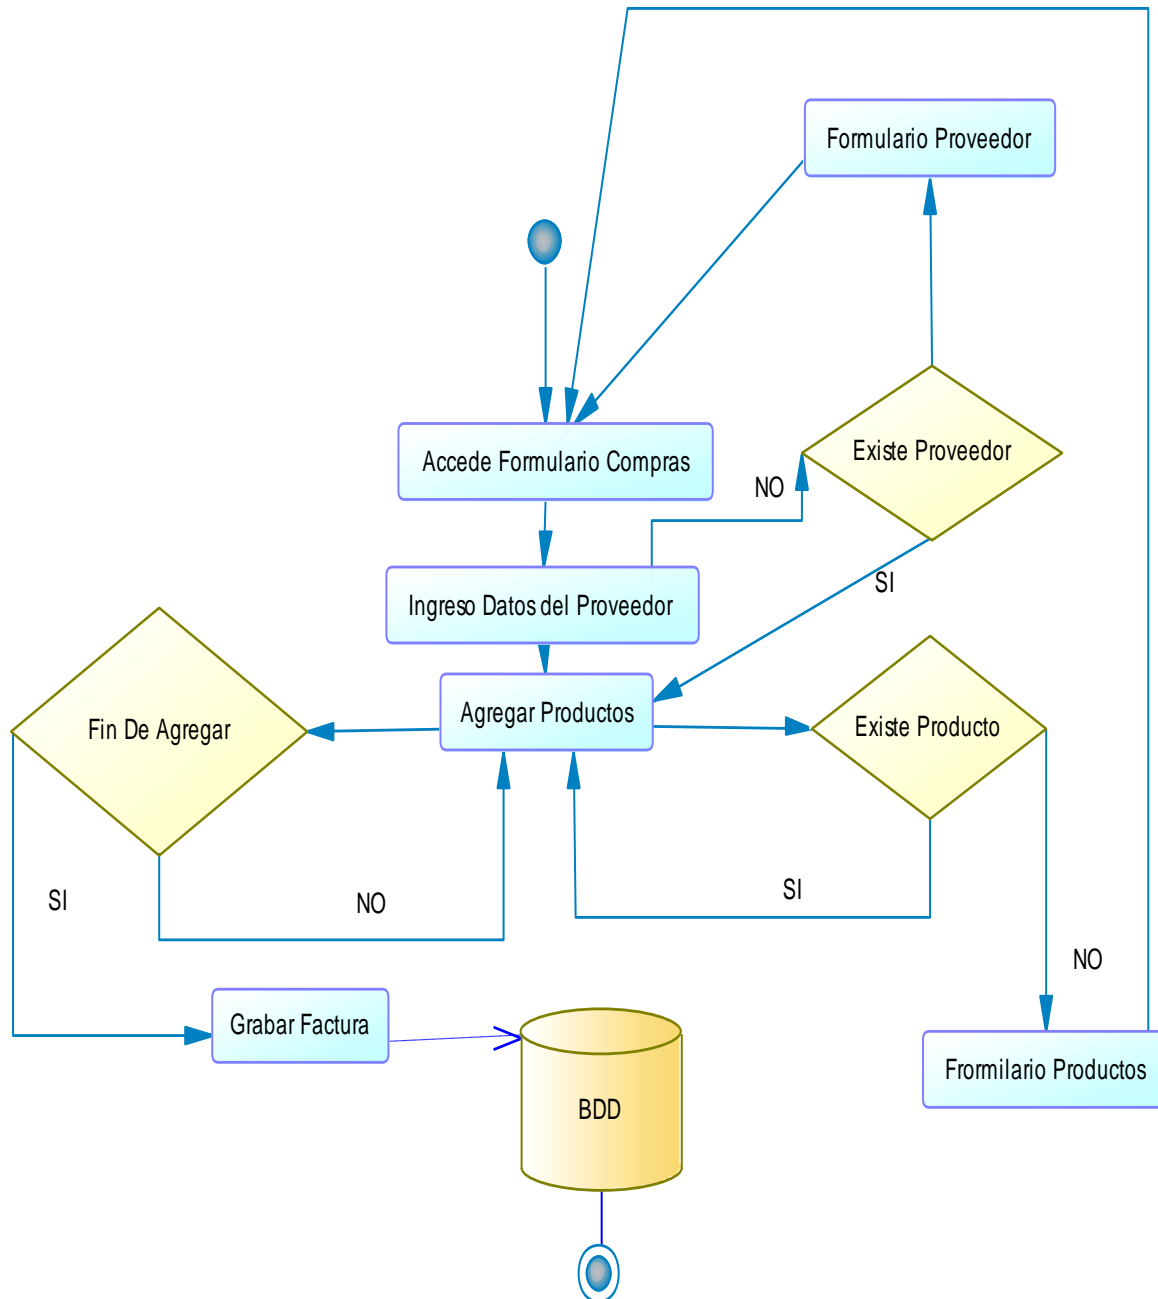 Formulario Proveedor
Existe Proveedor
Accede Formulario Compras
NO
Ingreso Datos del Proveedor
SI
Agregar Productos
Fin De Agregar
Existe Producto
SI
NO
SI
NO
Grabar Factura
BDD
Frormilario Productos